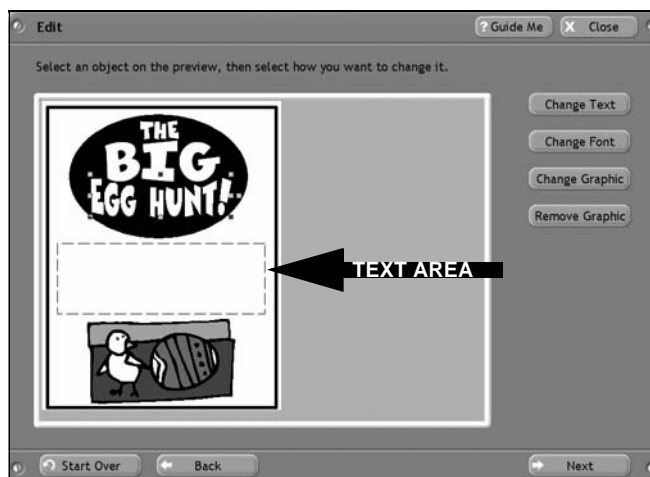 Edit
? Guide Me
X Close
Select an object on the preview, then select how you want to change it.
Change Text
Change Font
Change Graphic
Remove Graphic
THE
BIG
EGG HUNT!
TEXT AREA
Start Over
Back
Next